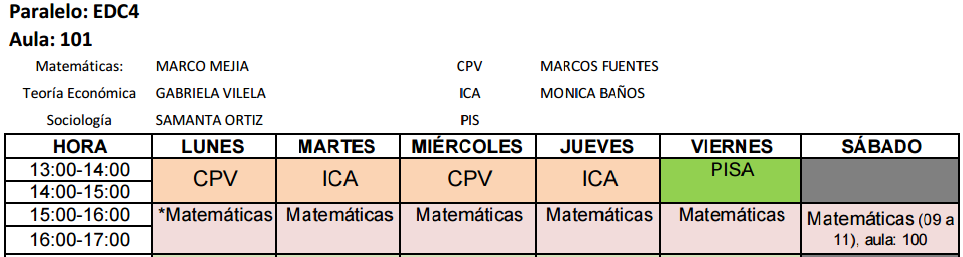 Paralelo: EDC4
Aula: 101
Matemáticas: MARCO MEJIA CPV MARCOS FUENTES
Teoría Económica GABRIELA VILELA ICA MONICA BAÑOS
Sociología SAMANTA ORTIZ PIS
HORA LUNES MARTES MIÉRCOLES JUEVES VIERNES SÁBADO
13:00-14:00 CPV ICA CPV ICA PISA
14:00-15:00
15:00-16:00 *Matemáticas Matemáticas Matemáticas Matemáticas Matemáticas Matemáticas (09 a
16:00-17:00 11), aula: 100